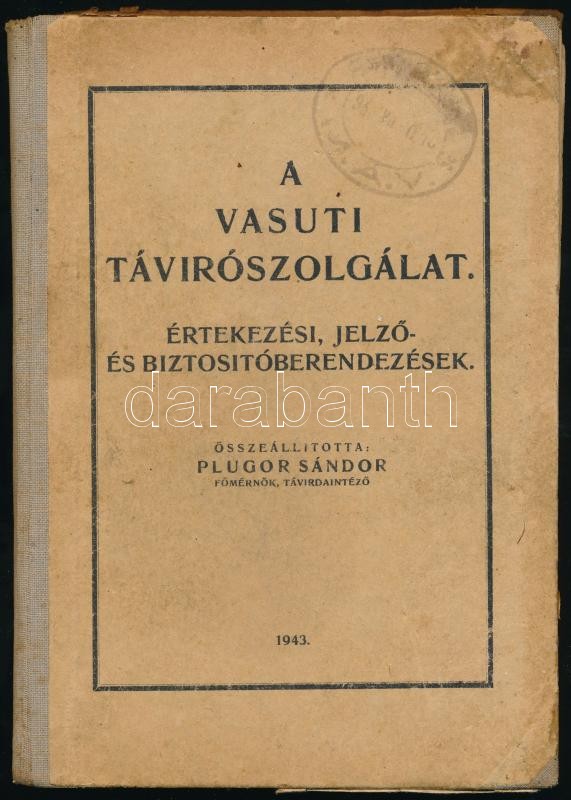 A
VASUTI
TÁVIRÓSZOLGÁLAT.
ÉRTEKEZÉSI, JELZŐ-
ÉS BIZTOSITÓBERENDEZÉSEK.
darabanth
ÖSSZEÁLLITOTTA:
PLUGOR SÁNDOR
FŐMÉRNÖK, TÁVIRDAINTÉZŐ
1943.